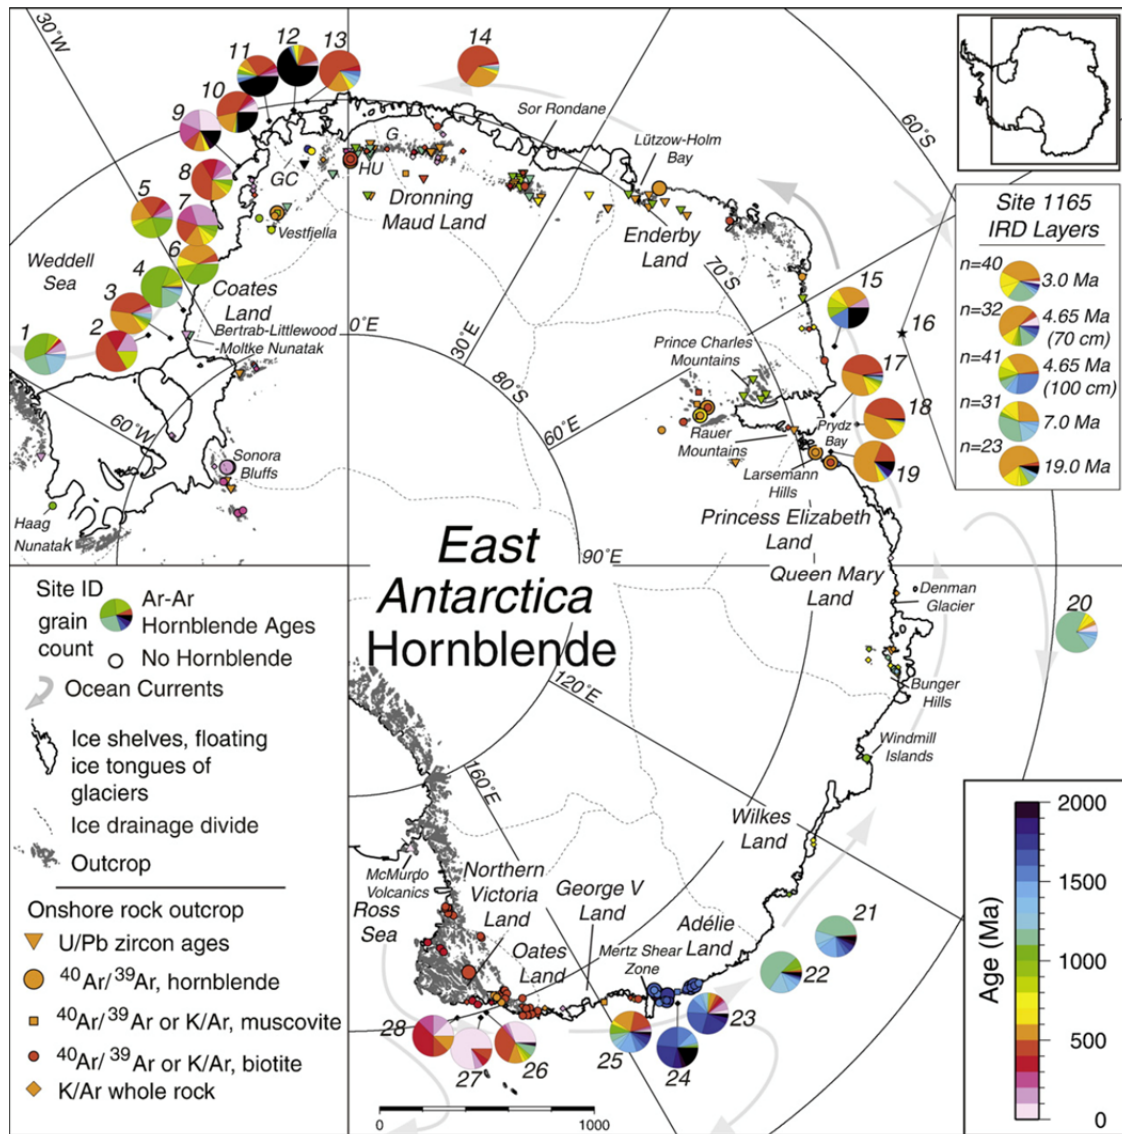 30°W
12
13
14
11
10
9
8
5
7
6
4
3
2
1
Sor Rondane
Lützow-Holm
Bay
60°S
G
GC
HU
Dronning
Maud Land
Vestfjella
Enderby
Land
70°S
Weddell
Sea
Coates
Land
Bertrab-Littlewood
-Moltke Nunatak
0°E
30°E
80°S
60°E
60°W
Prince Charles
Mountains
15
16
17
18
19
Prydz
Bay
Rauer
Mountains
Larsemann
Hills
Sonora
Bluffs
Haag
Nunatak
Princess Elizabeth
Land
Queen Mary
Land
Denman
Glacier
East
Antarctica
Hornblende
90°E
20
Bunger
Hills
Windmill
Islands
120°E
160°E
Wilkes
Land
McMurdo
Volcanics
Ross
Sea
Northern
Victoria
Land
Oates
Land
George V
Land
Adélie
Land
Mertz Shear
Zone
21
22
23
24
25
26
27
28
0
1000
Site 1165
IRD Layers
n=40
3.0 Ma
n=32
4.65 Ma
(70 cm)
n=41
4.65 Ma
(100 cm)
n=31
7.0 Ma
n=23
19.0 Ma
Site ID
grain
count
Ar-Ar
Hornblende Ages
No Hornblende
Ocean Currents
Ice shelves, floating
ice tongues of
glaciers
Ice drainage divide
Outcrop
Onshore rock outcrop
U/Pb zircon ages
40Ar/ 39Ar, hornblende
40Ar/ 39Ar or K/Ar, muscovite
40Ar/ 39Ar or K/Ar, biotite
K/Ar whole rock
Age (Ma)
2000
1500
1000
500
0